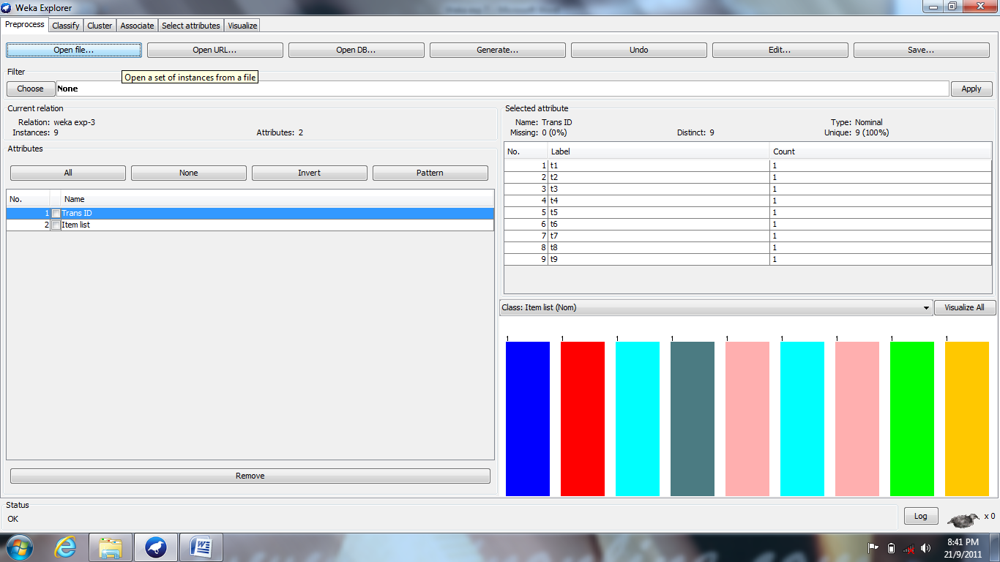 Weka Explorer
Preprocess Classify Cluster Associate Select attributes Visualize
Open file... Open URL... Open DB... Generate... Undo Edit... Save...
Filter
Open a set of instances from a file
Choose None Apply
Current relation
Relation: weka exp-3
Instances: 9 Attributes: 2
Attributes
All None Invert Pattern
No. Name
1 Trans ID
2 Item list
Remove
Selected attribute
Name: Trans ID Type: Nominal
Missing: 0 (0%) Distinct: 9 Unique: 9 (100%)
No. Label Count
1 t1 1
2 t2 1
3 t3 1
4 t4 1
5 t5 1
6 t6 1
7 t7 1
8 t8 1
9 t9 1
Class: Item list (Nom) Visualize All
1 1 1 1 1 1 1 1 1
Status
OK
Log x 0
8:41 PM
21/9/2011